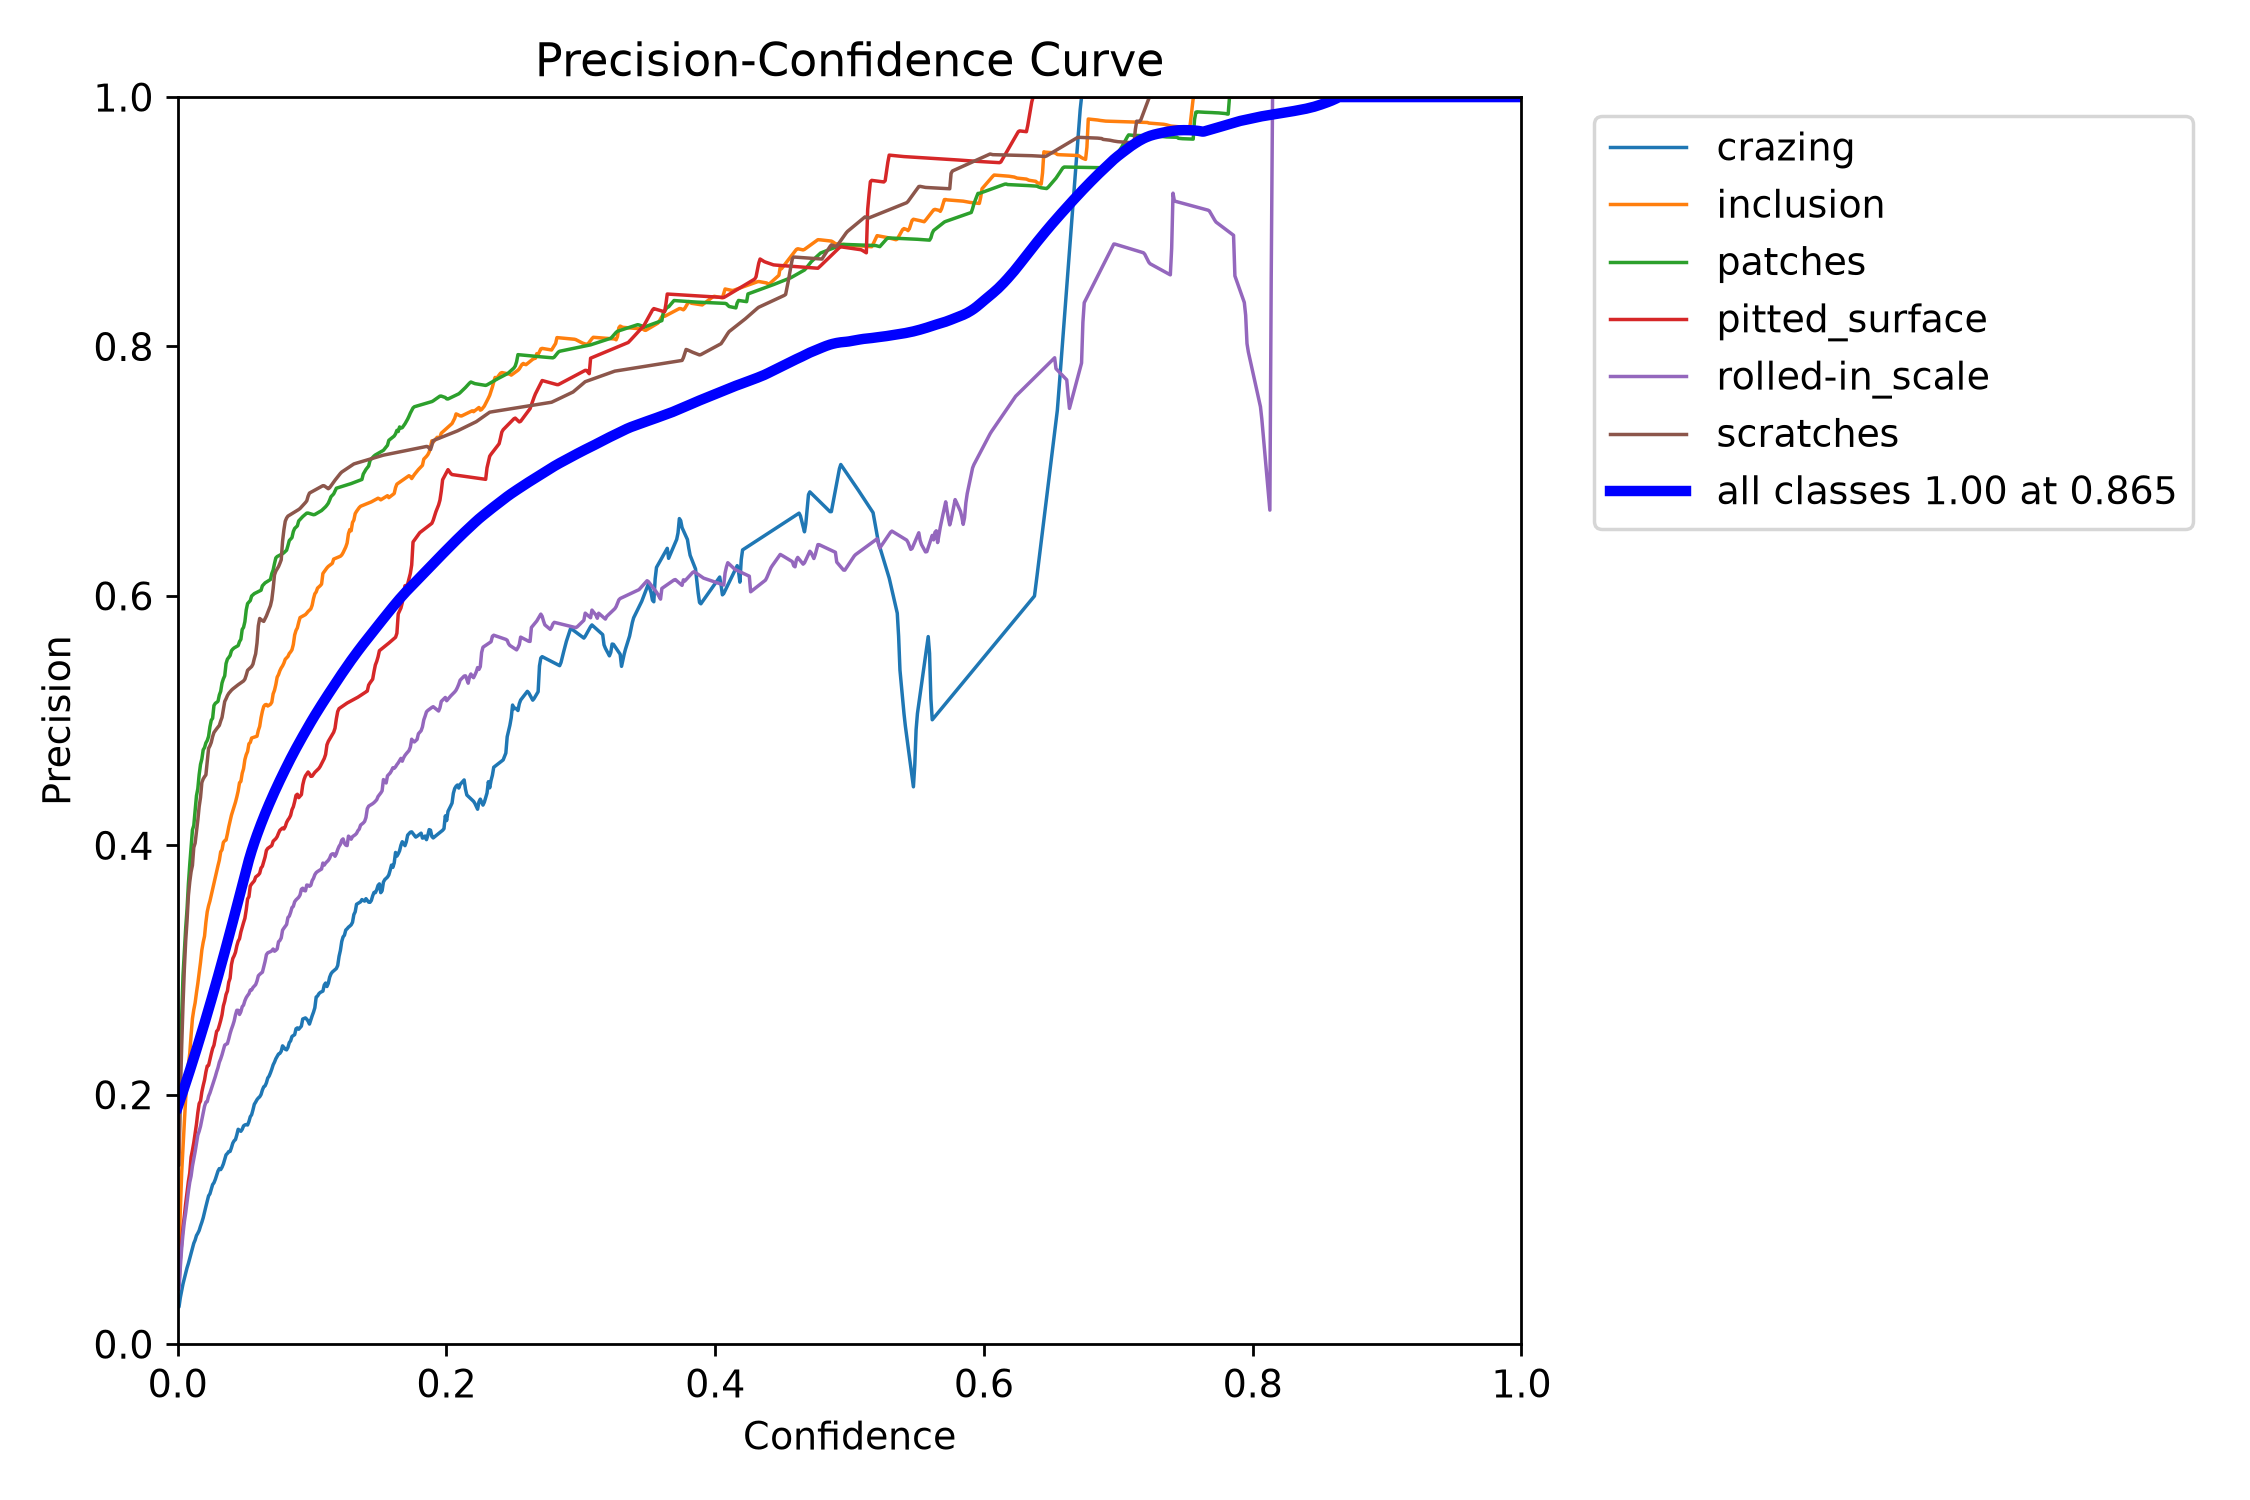 Precision-Confidence Curve
1.0
0.8
0.6
0.4
0.2
0.0
Precision
0.0 0.2 0.4 0.6 0.8 1.0
Confidence
crazing
inclusion
patches
pitted_surface
rolled-in_scale
scratches
all classes 1.00 at 0.865